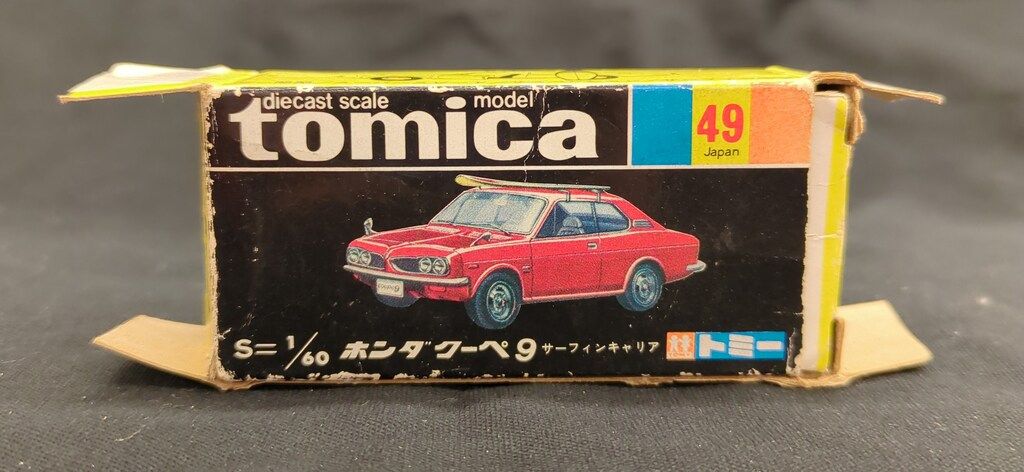 diecast scale model
tomica
49
Japan
coupe9
S=1/60 ホンダクーペ9 サーフィンキャリア トミー